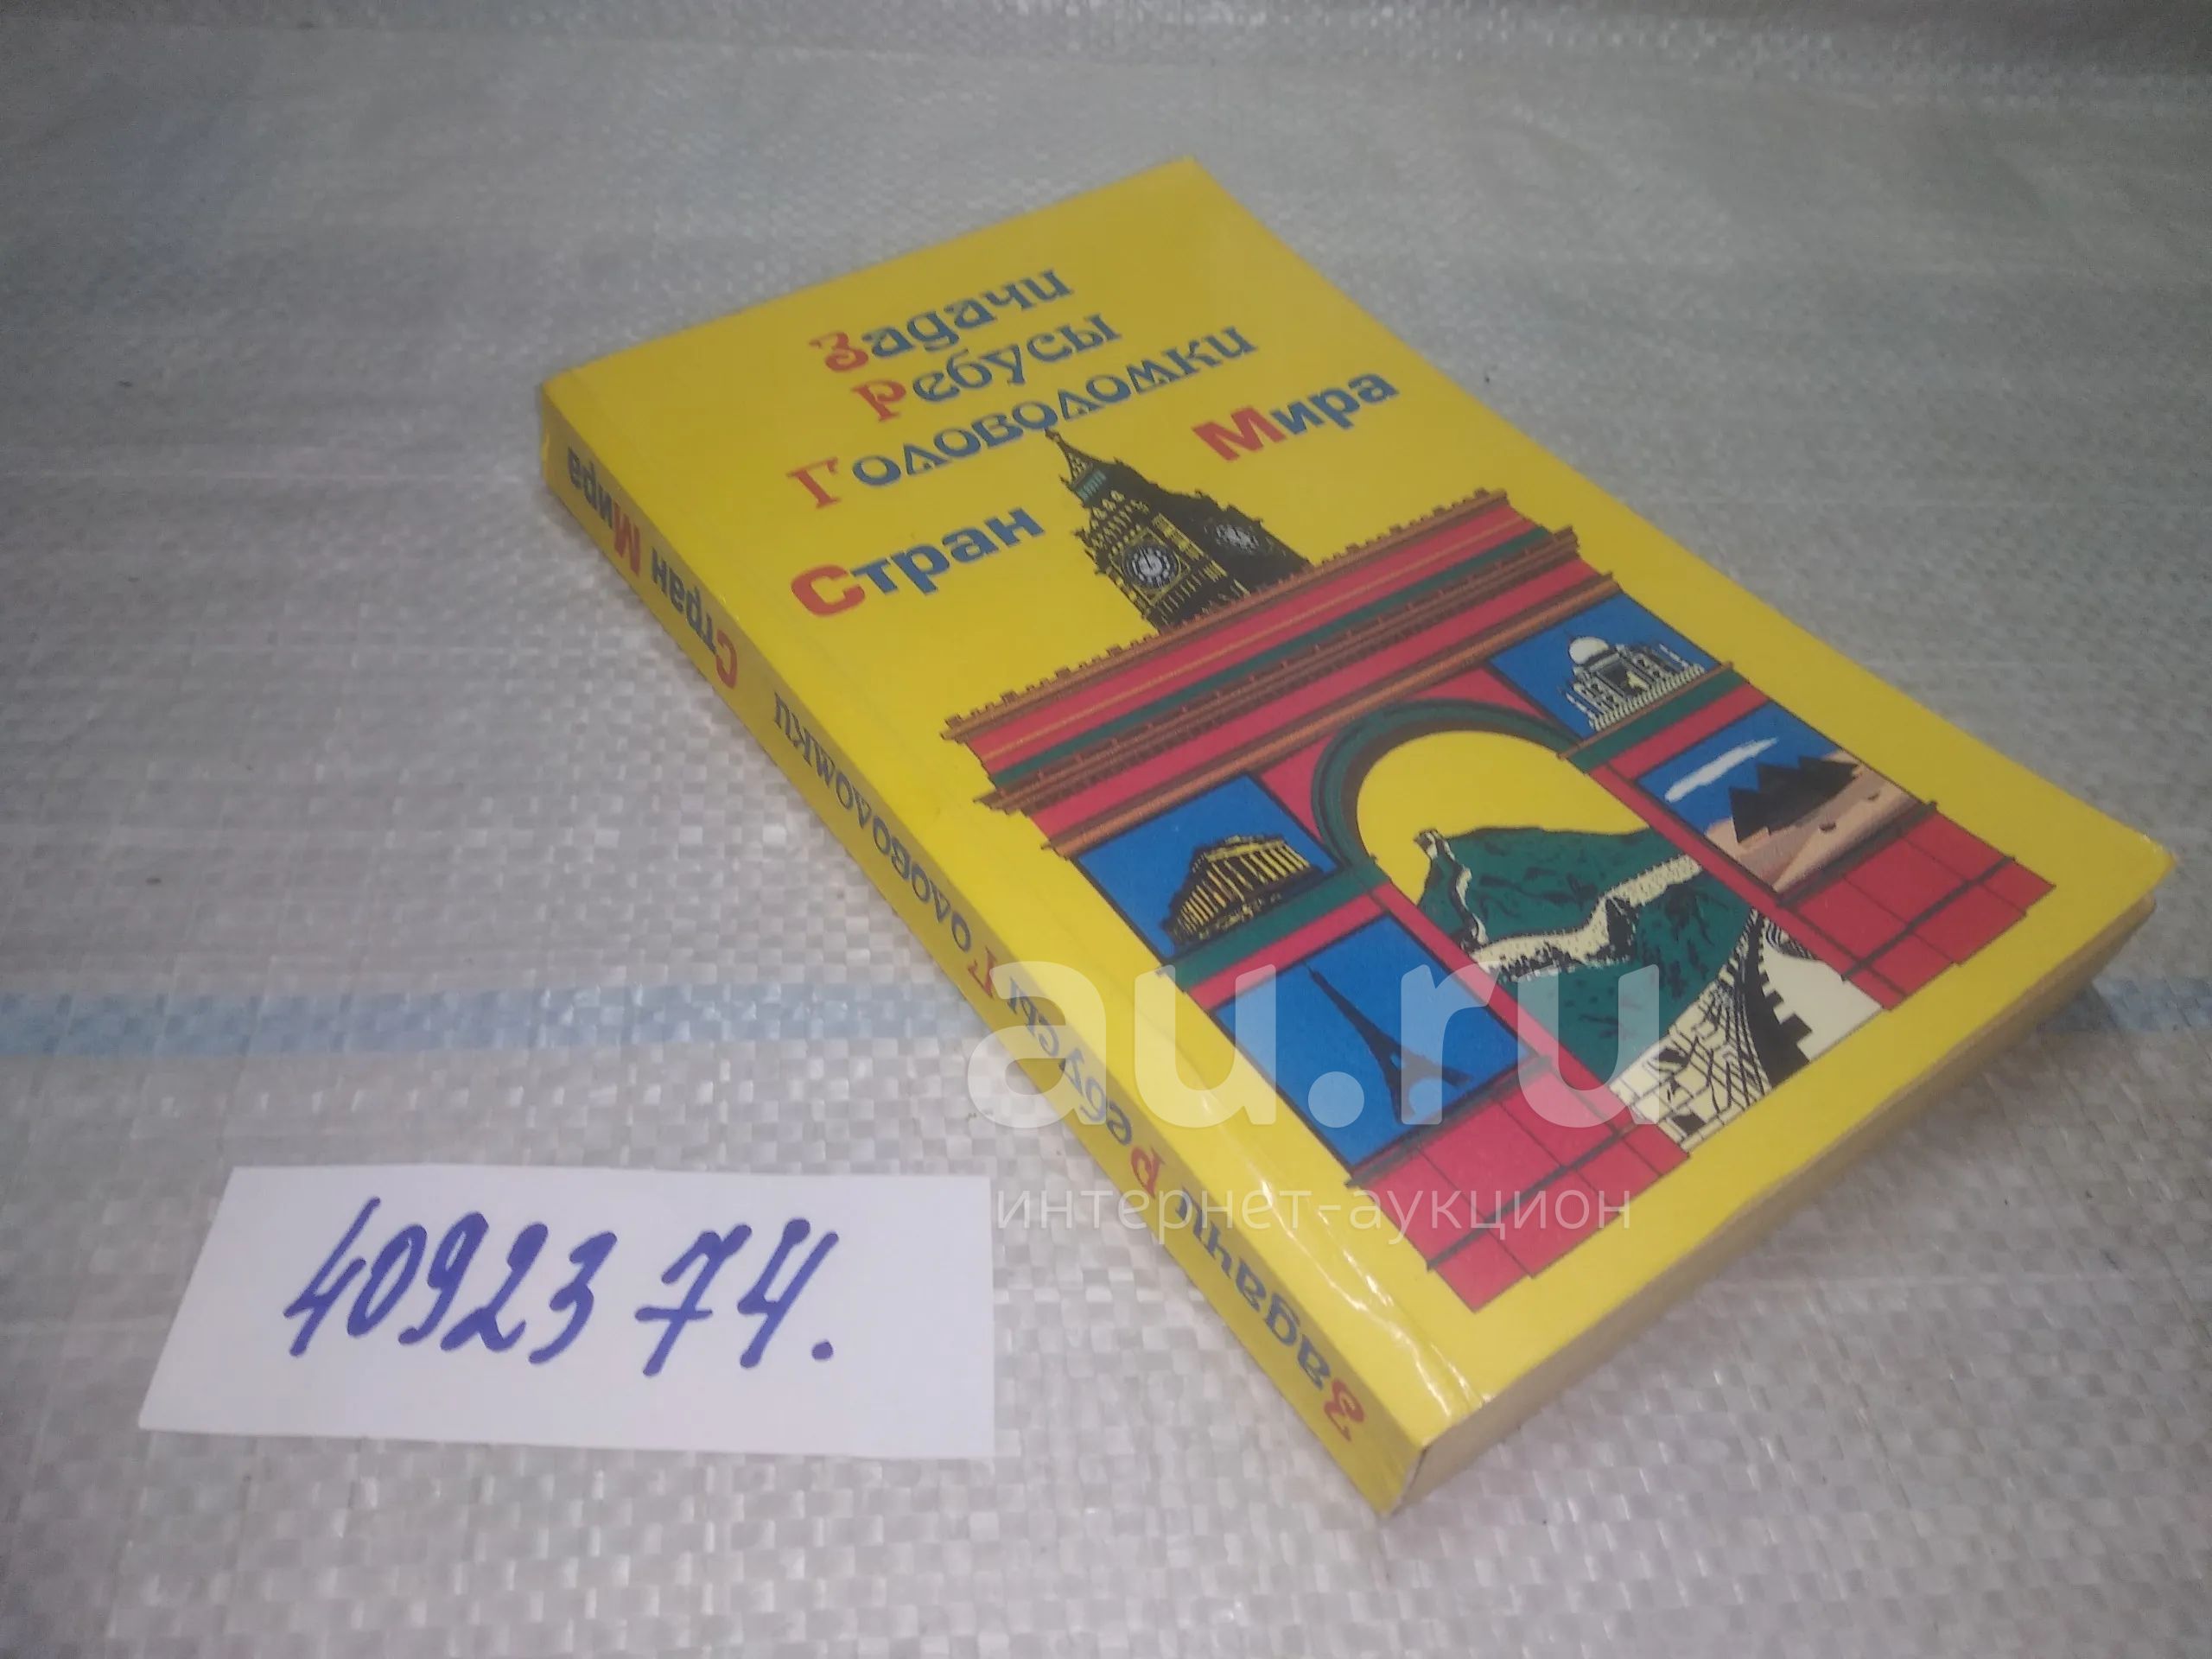 Задачи
Ребусы
Головоломки
Стран Мира
Задачи Ребусы Головоломки Стран Мира
au.ru
интернет-аукцион
4092374.